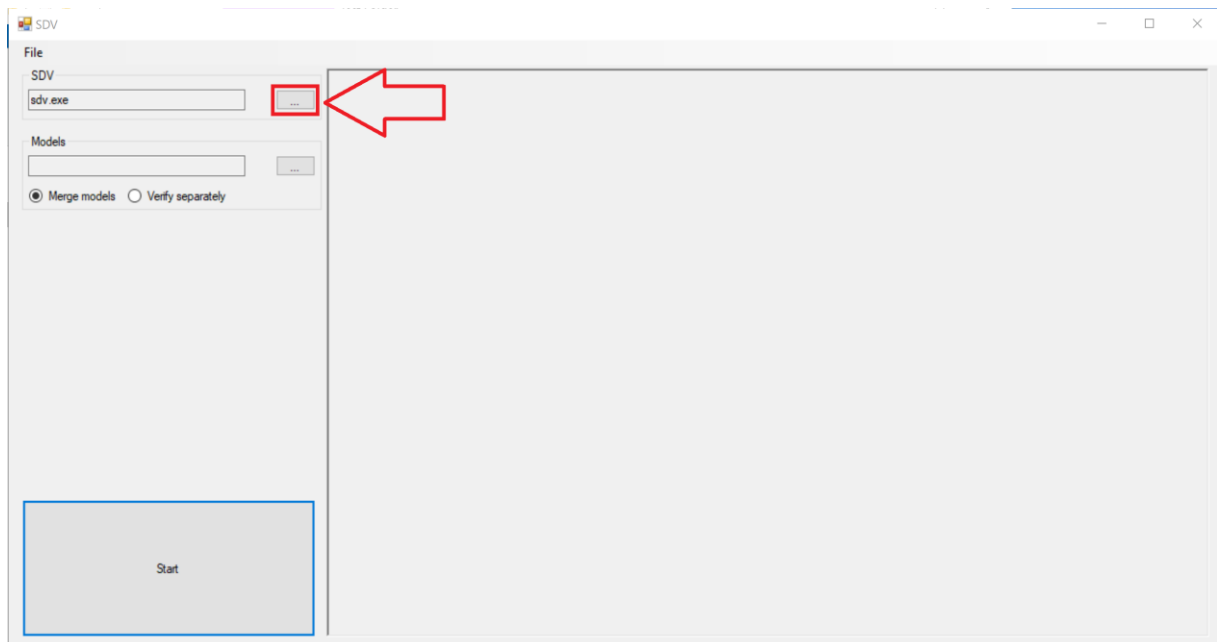 SDV
File
SDV
sdv.exe
...
Models
...
Merge models Verify separately
Start